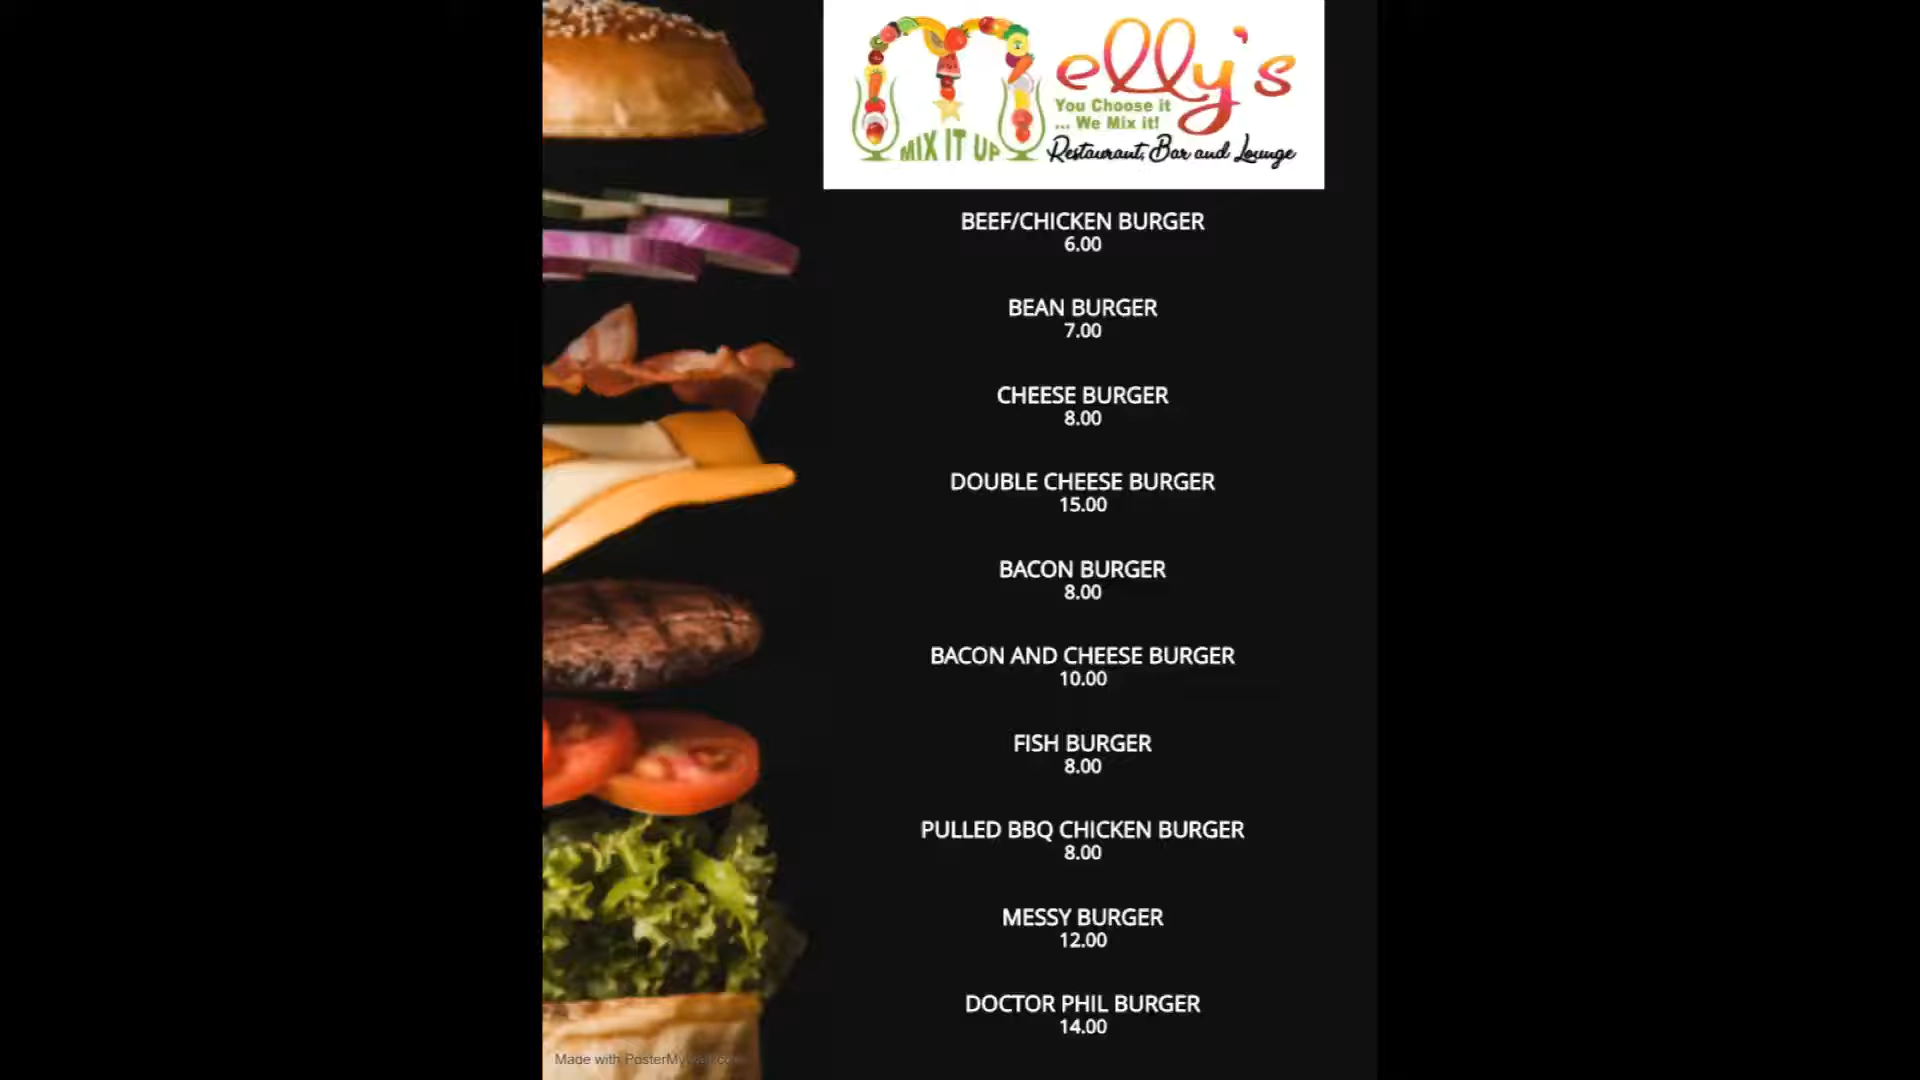 melly's
You Choose it
... We Mix it!
MIX IT UP
Restaurant, Bar and Lounge
BEEF/CHICKEN BURGER
6.00
BEAN BURGER
7.00
CHEESE BURGER
8.00
DOUBLE CHEESE BURGER
15.00
BACON BURGER
8.00
BACON AND CHEESE BURGER
10.00
FISH BURGER
8.00
PULLED BBQ CHICKEN BURGER
8.00
MESSY BURGER
12.00
DOCTOR PHIL BURGER
14.00
Made with PosterMyWall.com